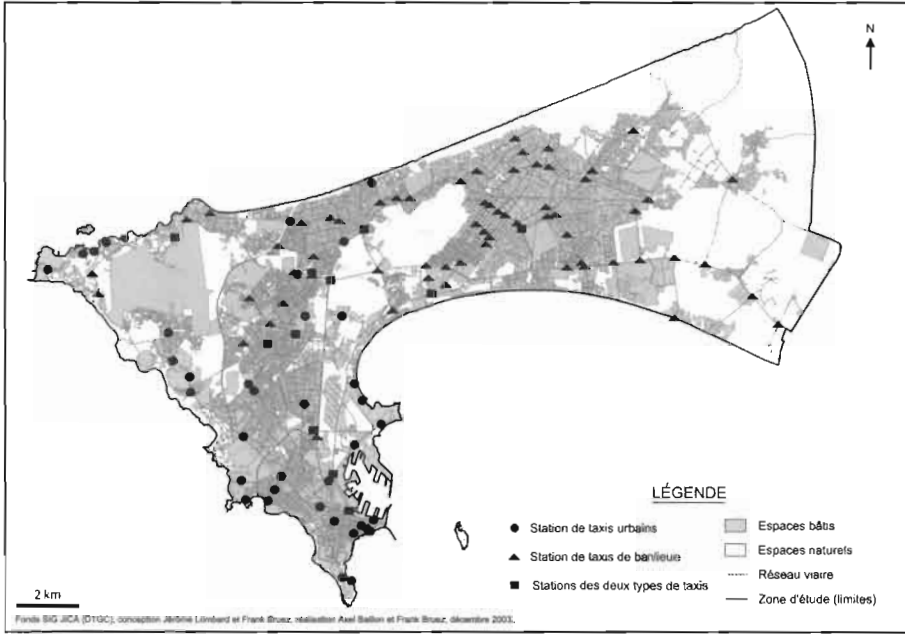 N
LÉGENDE
Station de taxis urbains
Station de taxis de banlieue
Stations des deux types de taxis
Espaces bâtis
Espaces naturels
Réseau viaire
Zone d'étude (limites)
2 km
Fonds SIG JICA (DTGC), conception Jérôme Lombard et Frank Bruez, réalisation Axel Baillon et Frank Bruez, décembre 2003.